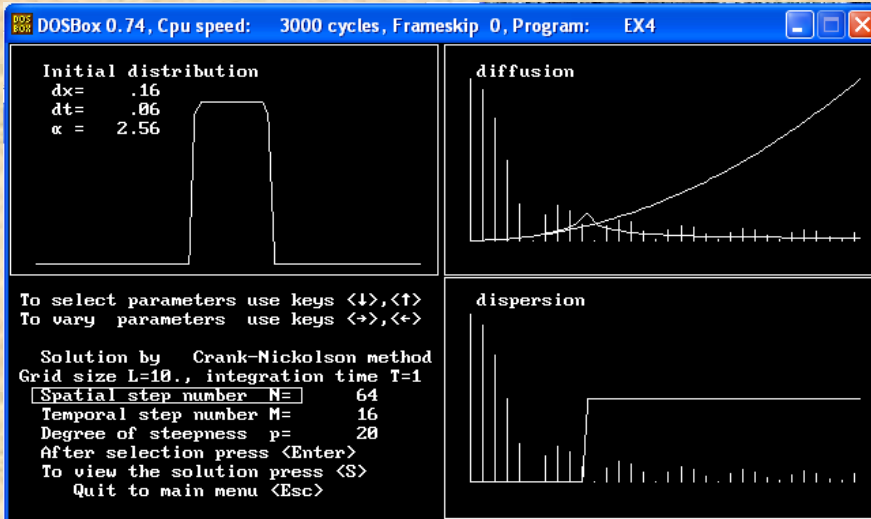 DOSBox 0.74, Cpu speed: 3000 cycles, Frameskip 0, Program: EX4
Initial distribution
dx= .16
dt= .06
α = 2.56
diffusion
To select parameters use keys <↓>,<↑>
To vary parameters use keys <→>,<←>
Solution by Crank-Nickolson method
Grid size L=10., integration time T=1
Spatial step number N= 64
Temporal step number M= 16
Degree of steepness p= 20
After selection press <Enter>
To view the solution press <S>
Quit to main menu <Esc>
dispersion